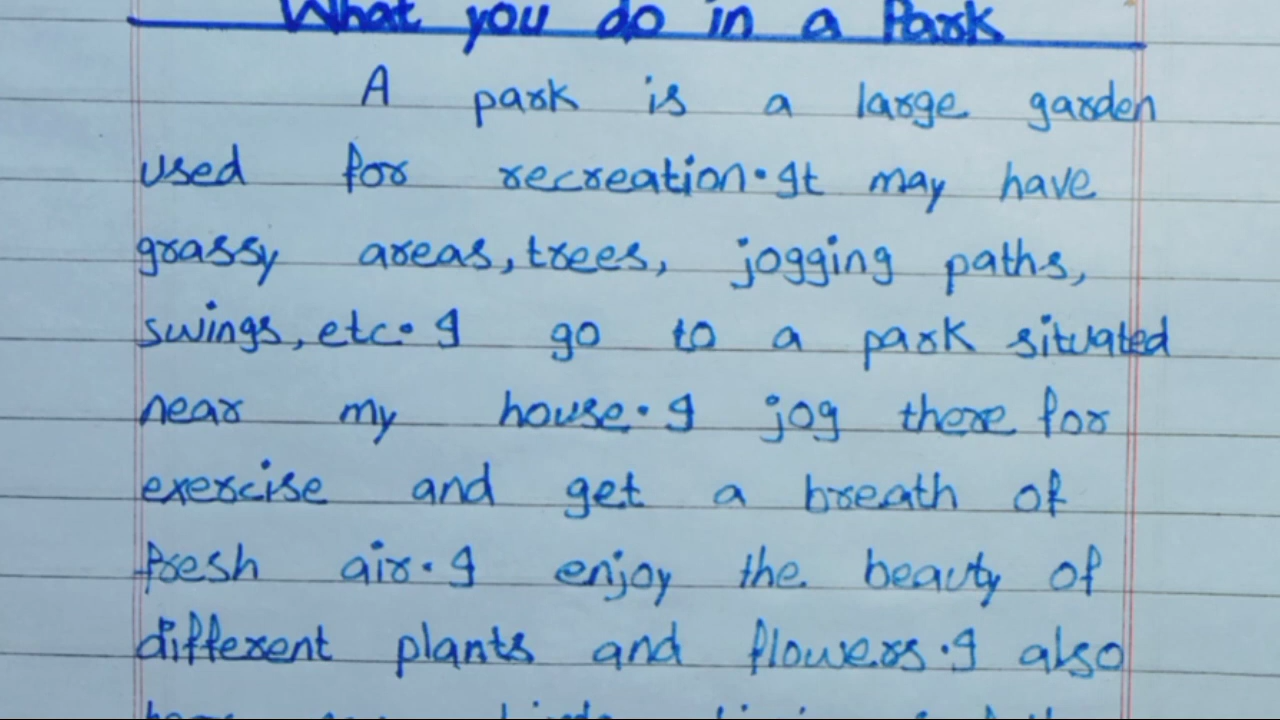 What you do in a Park
A park is a large garden
used for recreation. It may have
grassy areas, trees, jogging paths,
swings, etc. I go to a park situated
near my house. I jog there for
exercise and get a breath of
fresh air. I enjoy the beauty of
different plants and flowers. I also